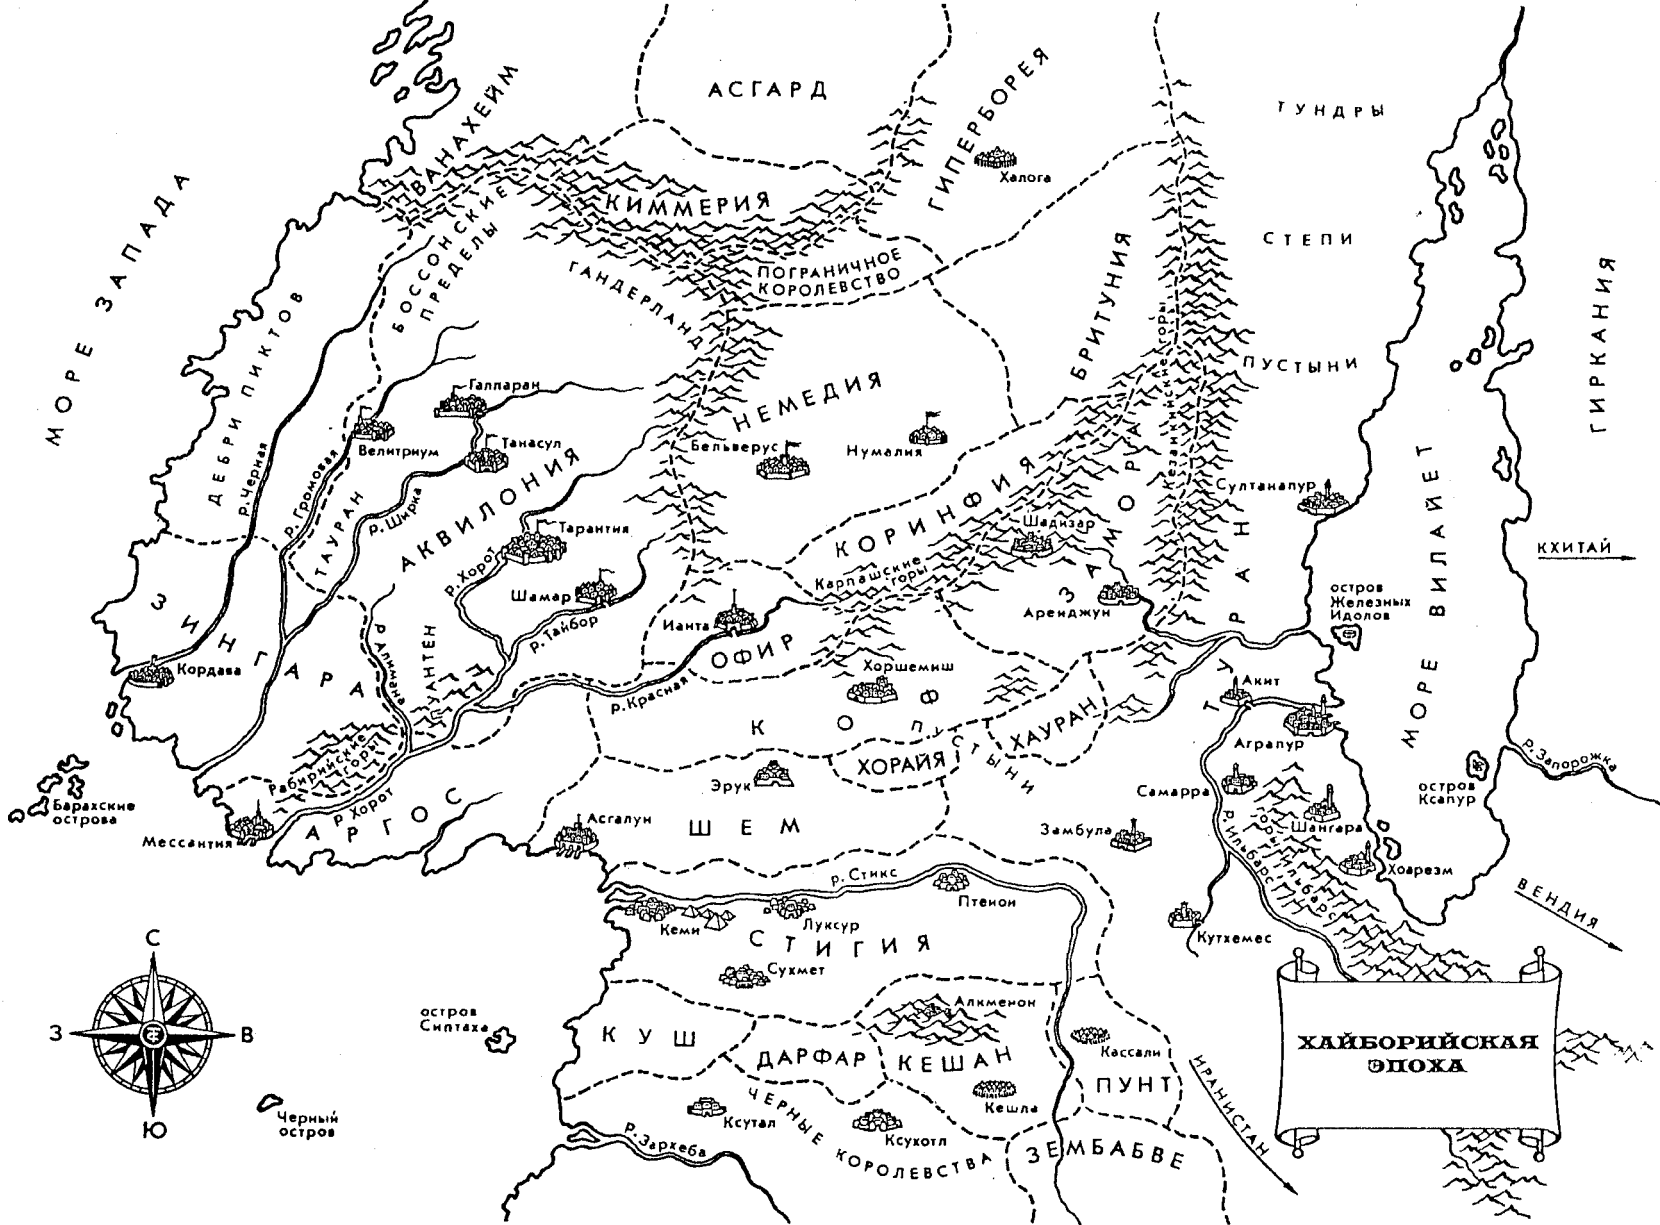 АСГАРД
ГИПЕРБОРЕЯ
ВАНАХЕЙМ
ТУНДРЫ
Халога
КИММЕРИЯ
МОРЕ ЗАПАДА
БОССОНСКИЕ
ПРЕДЕЛЫ
СТЕПИ
ПОГРАНИЧНОЕ
КОРОЛЕВСТВО
ГАНДЕРЛАНД
БРИТУНИЯ
ГИРКАНИЯ
ДЕБРИ ПИКТОВ
ПУСТЫНИ
Галпаран
НЕМЕДИЯ
Велитриум
Танасул
Бельверус
Нумалия
р.Черная
р.Громовая
ТАУРАН
р.Ширка
АКВИЛОНИЯ
Султанапур
КОРИНФИЯ
Шадизар
ЗАМОРА
Тарантия
р.Хорот
КХИТАЙ
Карпашские
горы
Шамар
р.Тайбор
Ианта
Аренджун
остров
Железных
Идолов
ЗИНГАРА
Кордава
р.Алимана
ПУАНТЕН
ОФИР
р.Красная
Хоршемиш
КОФ
ПУСТЫНИ
ХАУРАН
ТУРАН
Акит
Аграпур
МОРЕ ВИЛАЙЕТ
р.Запорожка
Рабирийские
горы
ХОРАЙЯ
Эрук
Самарра
остров
Ксапур
Барахские
острова
Мессантия
р.Хорот
АРГОС
Асгалун
ШЕМ
Замбула
Шангара
р.Ильбарс
горы Ильбарс
Хоарезм
р.Стикс
Птейон
ВЕНДИЯ
Кеми
Луксур
СТИГИЯ
Кутхемес
Сухмет
С
З
В
Ю
остров
Сиптаха
Алкменон
КУШ
ДАРФАР
КЕШАН
Кассали
ПУНТ
ХАЙБОРИЙСКАЯ
ЭПОХА
ИРАНИСТАН
Черный
остров
Кешла
Ксутал
Ксухотл
ЧЕРНЫЕ
КОРОЛЕВСТВА
р.Зархеба
ЗЕМБАБВЕ